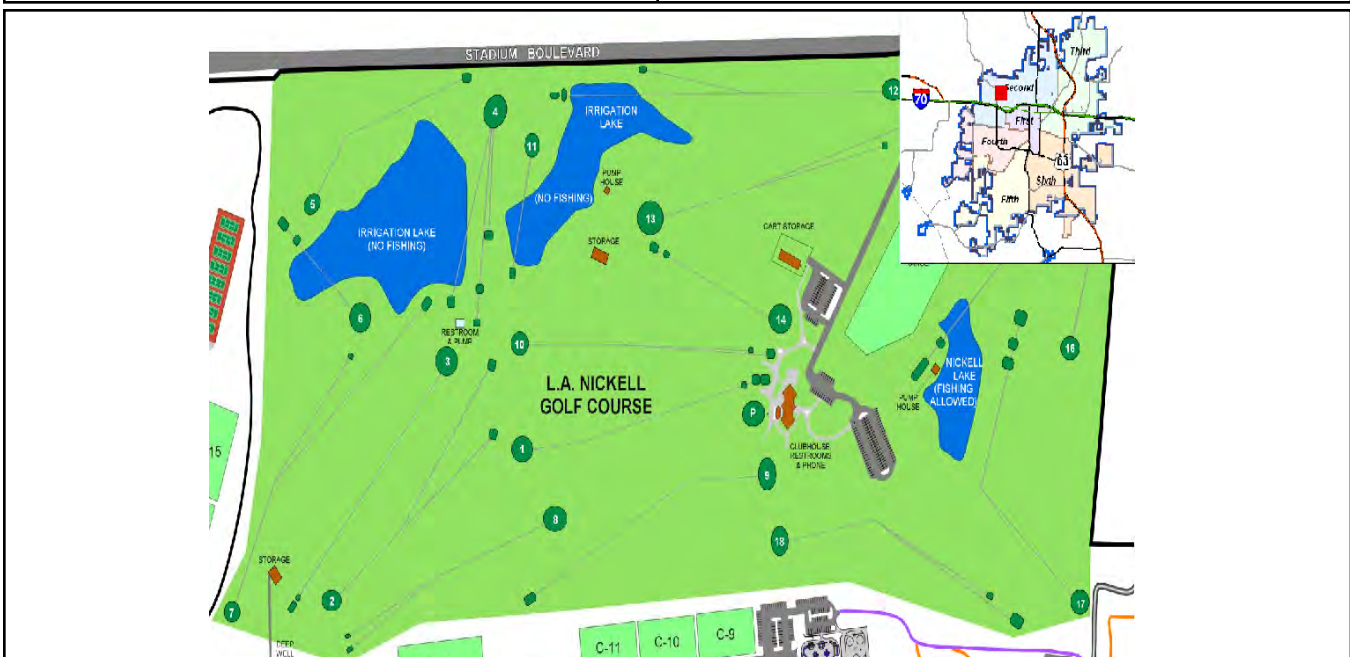 STADIUM BOULEVARD
Third
Second
70
First
Fourth
63
Sixth
Fifth
12
4
IRRIGATION
LAKE
11
PUMP
HOUSE
(NO FISHING)
5
13
IRRIGATION LAKE
(NO FISHING)
CART STORAGE
STORAGE
6
14
RESTROOM
& PUMP
10
3
16
NICKELL
LAKE
(FISHING
ALLOWED)
L.A. NICKELL
GOLF COURSE
PUMP
HOUSE
P
1
CLUBHOUSE,
RESTROOMS
& PHONE
15
9
8
18
STORAGE
7
2
17
DEEP
WELL
C-11
C-10
C-9